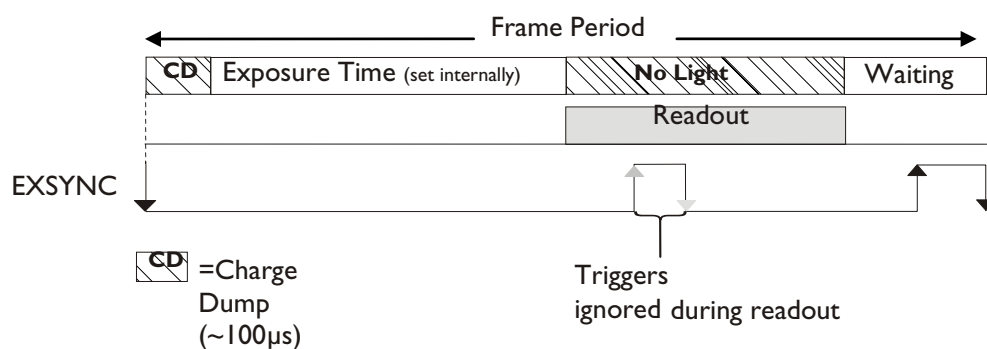 Frame Period
CD Exposure Time (set internally) No Light Waiting
Readout
EXSYNC
CD =Charge
Dump
(~100µs)
Triggers
ignored during readout